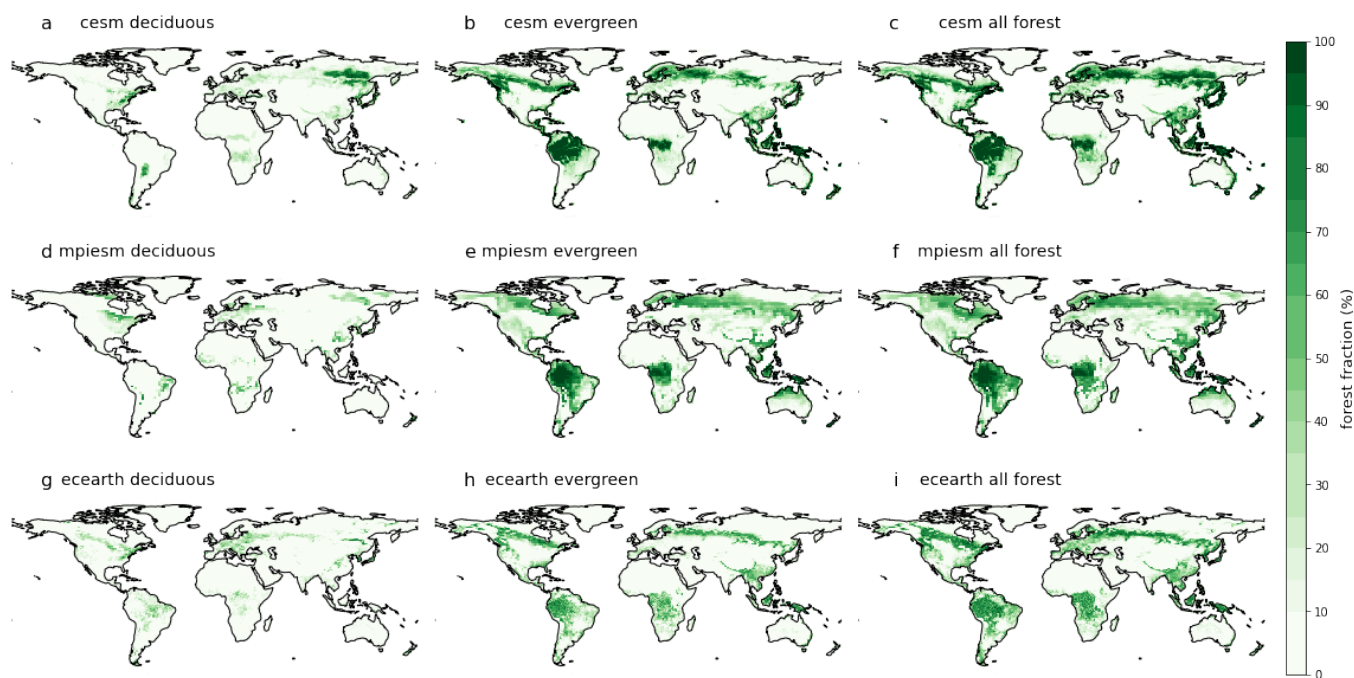 a cesm deciduous
b cesm evergreen
c cesm all forest
d mpiesm deciduous
e mpiesm evergreen
f mpiesm all forest
g ecearth deciduous
h ecearth evergreen
i ecearth all forest
100
90
80
70
60
50
40
30
20
10
0
forest fraction (%)